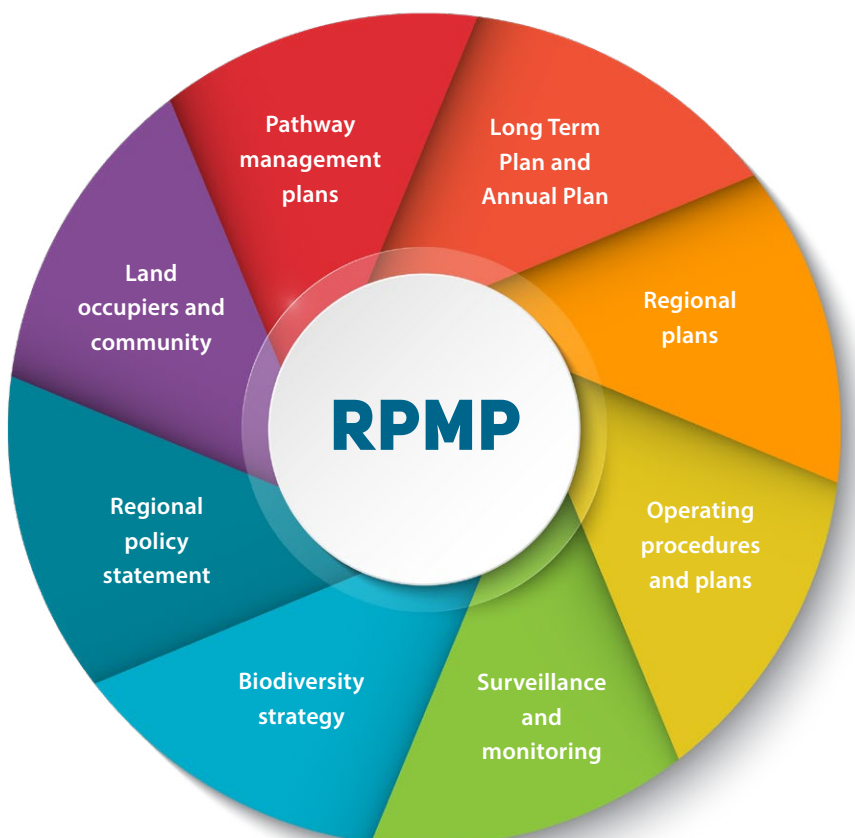 Pathway
management
plans
Long Term
Plan and
Annual Plan
Regional
plans
Operating
procedures
and plans
Surveillance
and
monitoring
Biodiversity
strategy
Regional
policy
statement
Land
occupiers and
community
RPMP